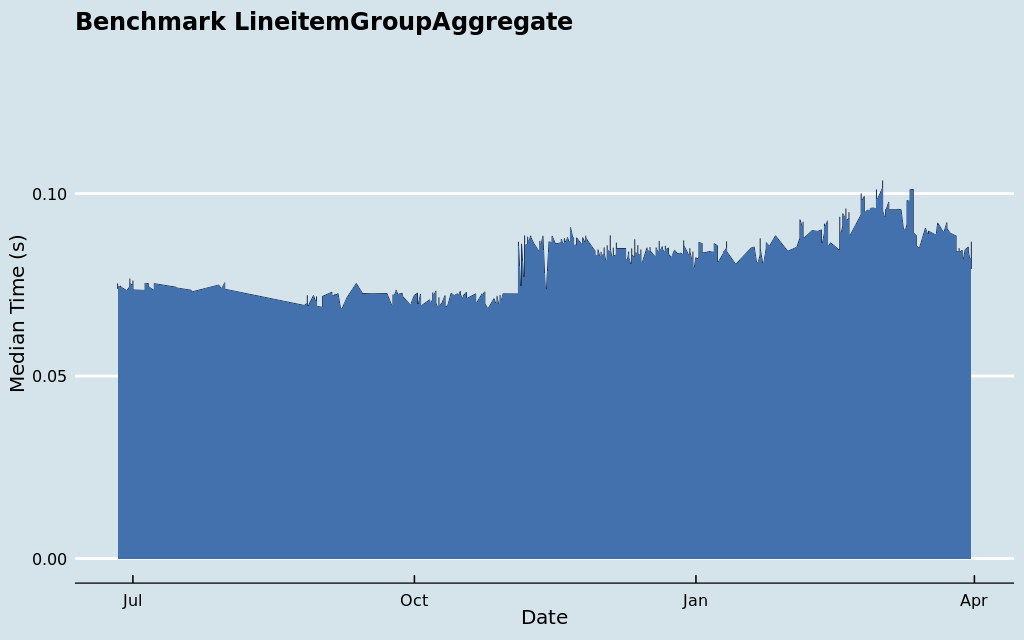 Benchmark LineitemGroupAggregate
Median Time (s)
0.10
0.05
0.00
Jul
Oct
Jan
Apr
Date